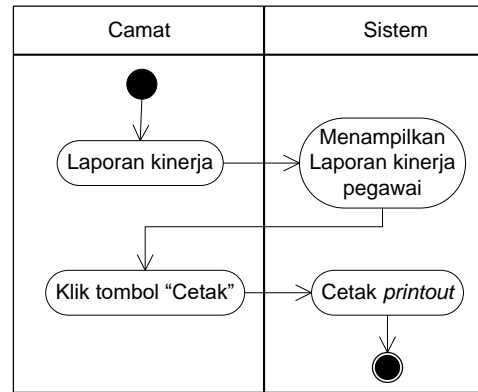 Camat
Sistem
Laporan kinerja
Menampilkan
Laporan kinerja
pegawai
Klik tombol “Cetak”
Cetak printout